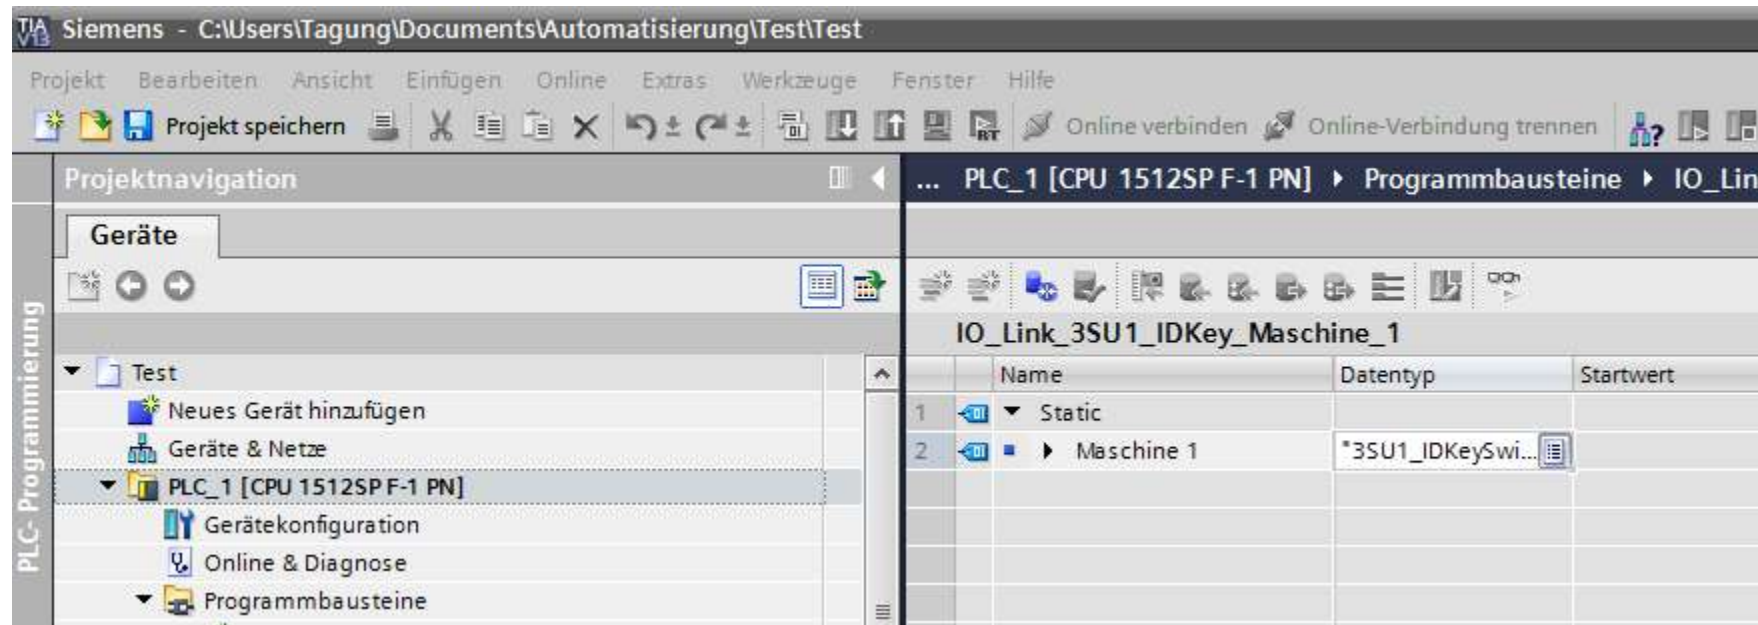 TIA V13 Siemens - C:\Users\Tagung\Documents\Automatisierung\Test\Test
Projekt Bearbeiten Ansicht Einfügen Online Extras Werkzeuge Fenster Hilfe
Projekt speichern RT Online verbinden Online-Verbindung trennen
Projektnavigation
... PLC_1 [CPU 1512SP F-1 PN] Programmbausteine IO_Lin
Geräte
IO_Link_3SU1_IDKey_Maschine_1
Name Datentyp Startwert
1 Static
2 Maschine 1 "3SU1_IDKeySwi...
Test
Neues Gerät hinzufügen
Geräte & Netze
PLC_1 [CPU 1512SP F-1 PN]
Gerätekonfiguration
Online & Diagnose
Programmbausteine
PLC- Programmierung